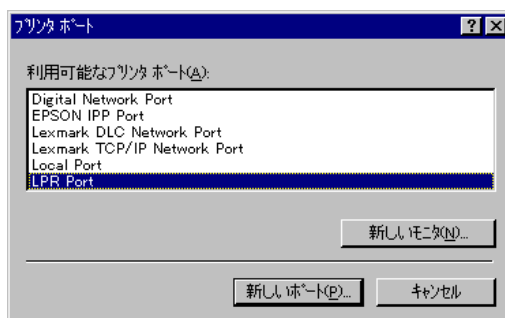 プリンタ ポート
利用可能なプリンタ ポート(A):
Digital Network Port
EPSON IPP Port
Lexmark DLC Network Port
Lexmark TCP/IP Network Port
Local Port
LPR Port
新しいモニタ(N)...
新しいポート(P)... キャンセル